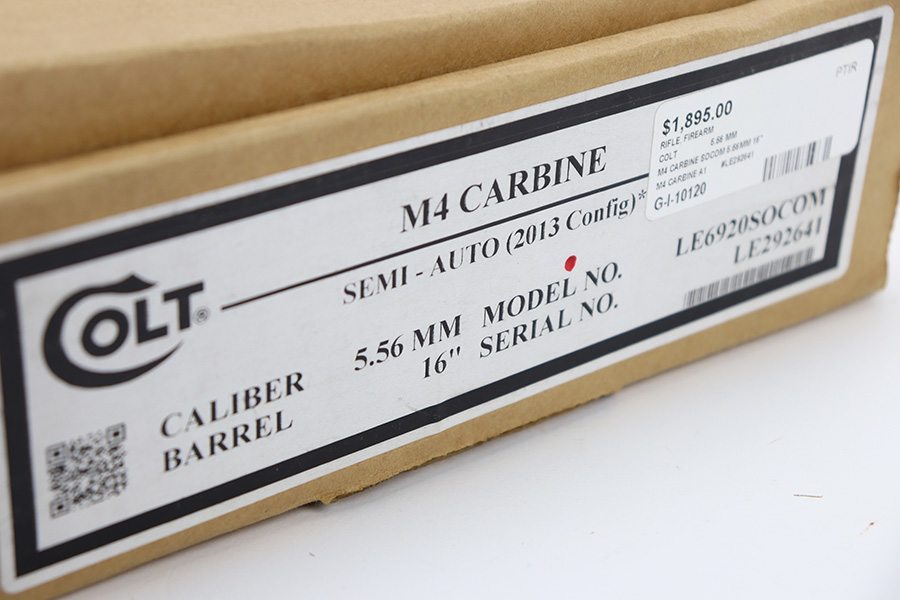 COLT®
M4 CARBINE
SEMI - AUTO (2013 Config)*
CALIBER 5.56 MM MODEL NO. LE6920SOCOM
BARREL 16" SERIAL NO. LE292641
PTIR
$1,895.00
RIFLE, FIREARM
COLT 5.56 MM
M4 CARBINE SOCOM 5.56MM 16"
M4 CARBINE A1 #LE292641
G-I-10120